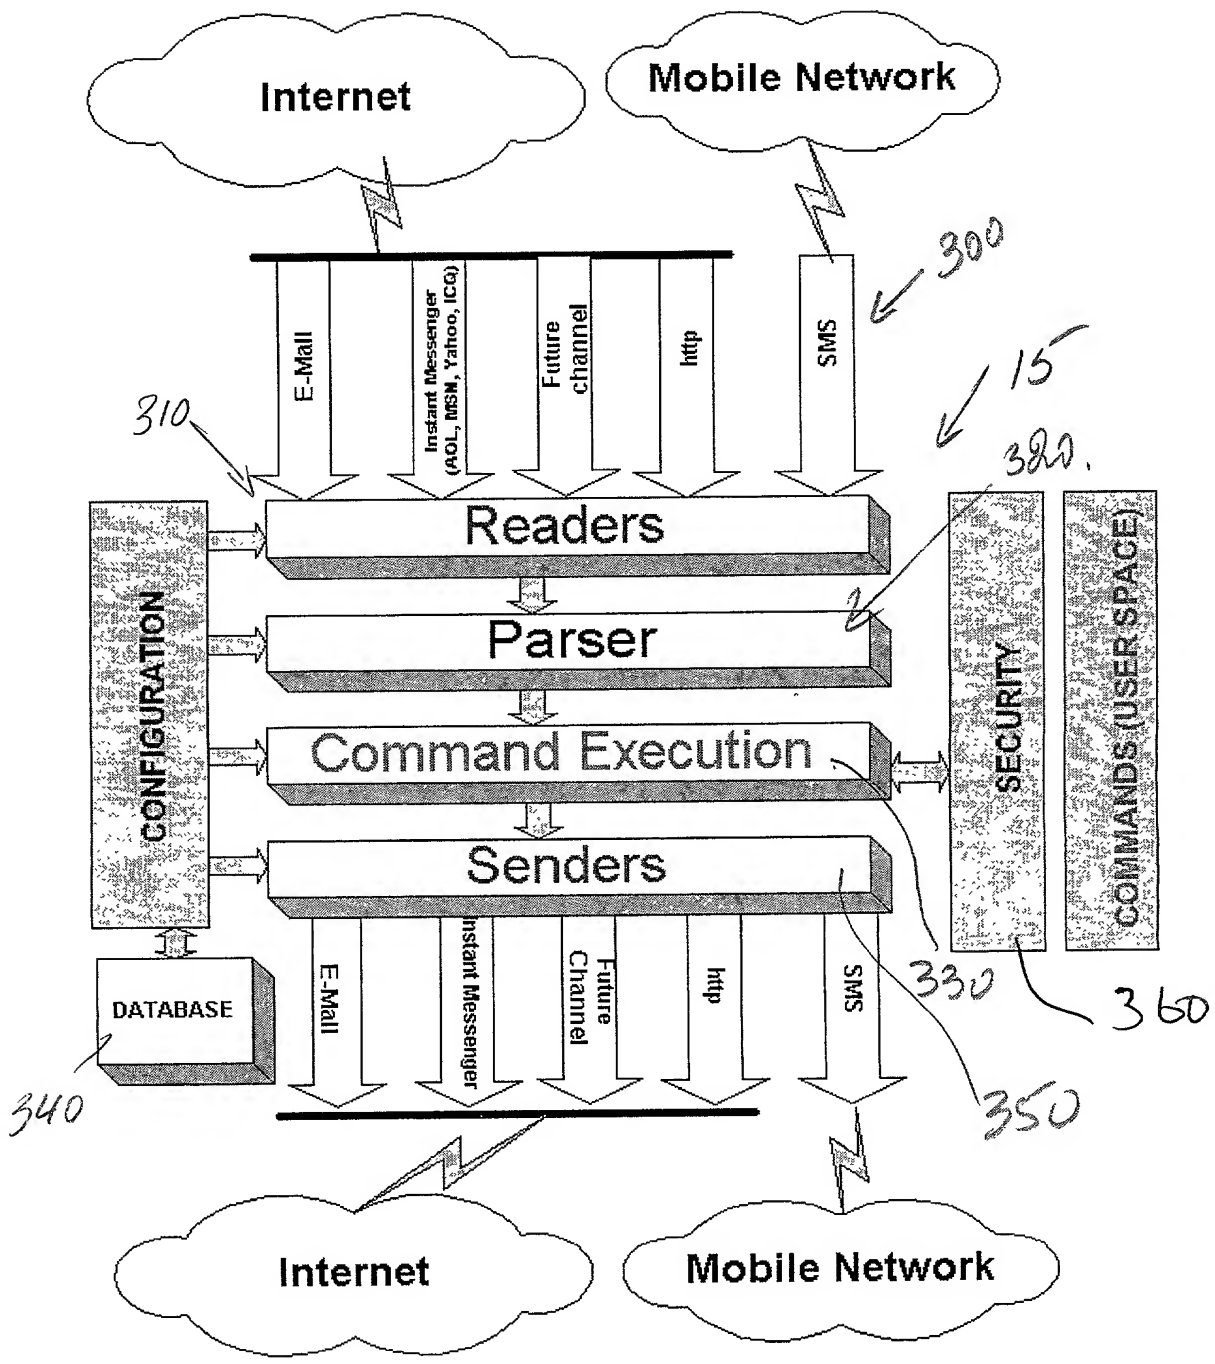 Internet
Mobile Network
300
15
320.
310
E-Mail
Instant Messenger
(AOL, MSN, Yahoo, ICQ)
Future
channel
http
SMS
Readers
Parser
Command Execution
Senders
CONFIGURATION
SECURITY
COMMANDS (USER SPACE)
DATABASE
340
E-Mail
Instant Messenger
Future
Channel
http
SMS
330
360
350
Internet
Mobile Network